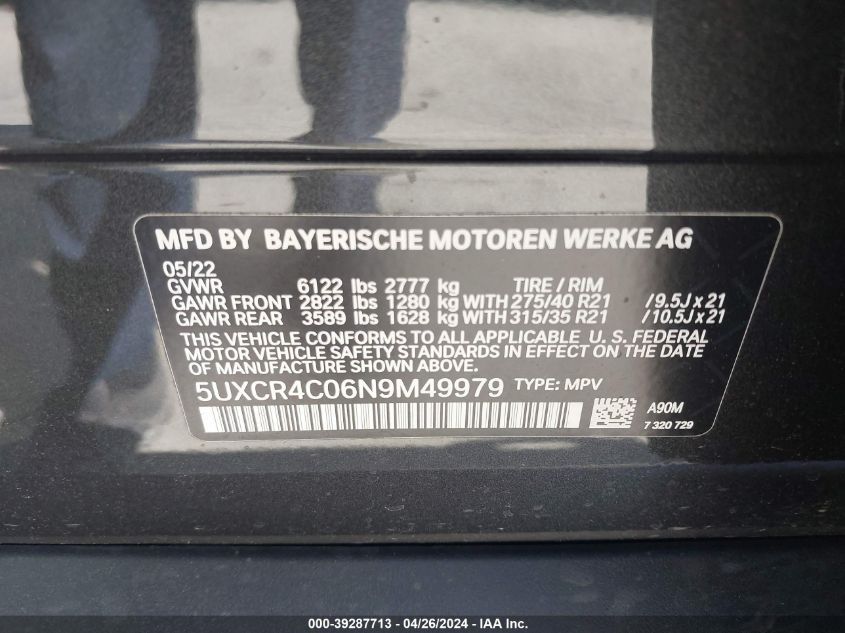 MFD BY BAYERISCHE MOTOREN WERKE AG
05/22
GVWR 6122 lbs 2777 kg TIRE / RIM
GAWR FRONT 2822 lbs 1280 kg WITH 275/40 R21 / 9.5J x 21
GAWR REAR 3589 lbs 1628 kg WITH 315/35 R21 / 10.5J x 21
THIS VEHICLE CONFORMS TO ALL APPLICABLE U. S. FEDERAL
MOTOR VEHICLE SAFETY STANDARDS IN EFFECT ON THE DATE
OF MANUFACTURE SHOWN ABOVE.
5UXCR4C06N9M49979 TYPE: MPV
A90M
7 320 729
000-39287713 - 04/26/2024 - IAA Inc.